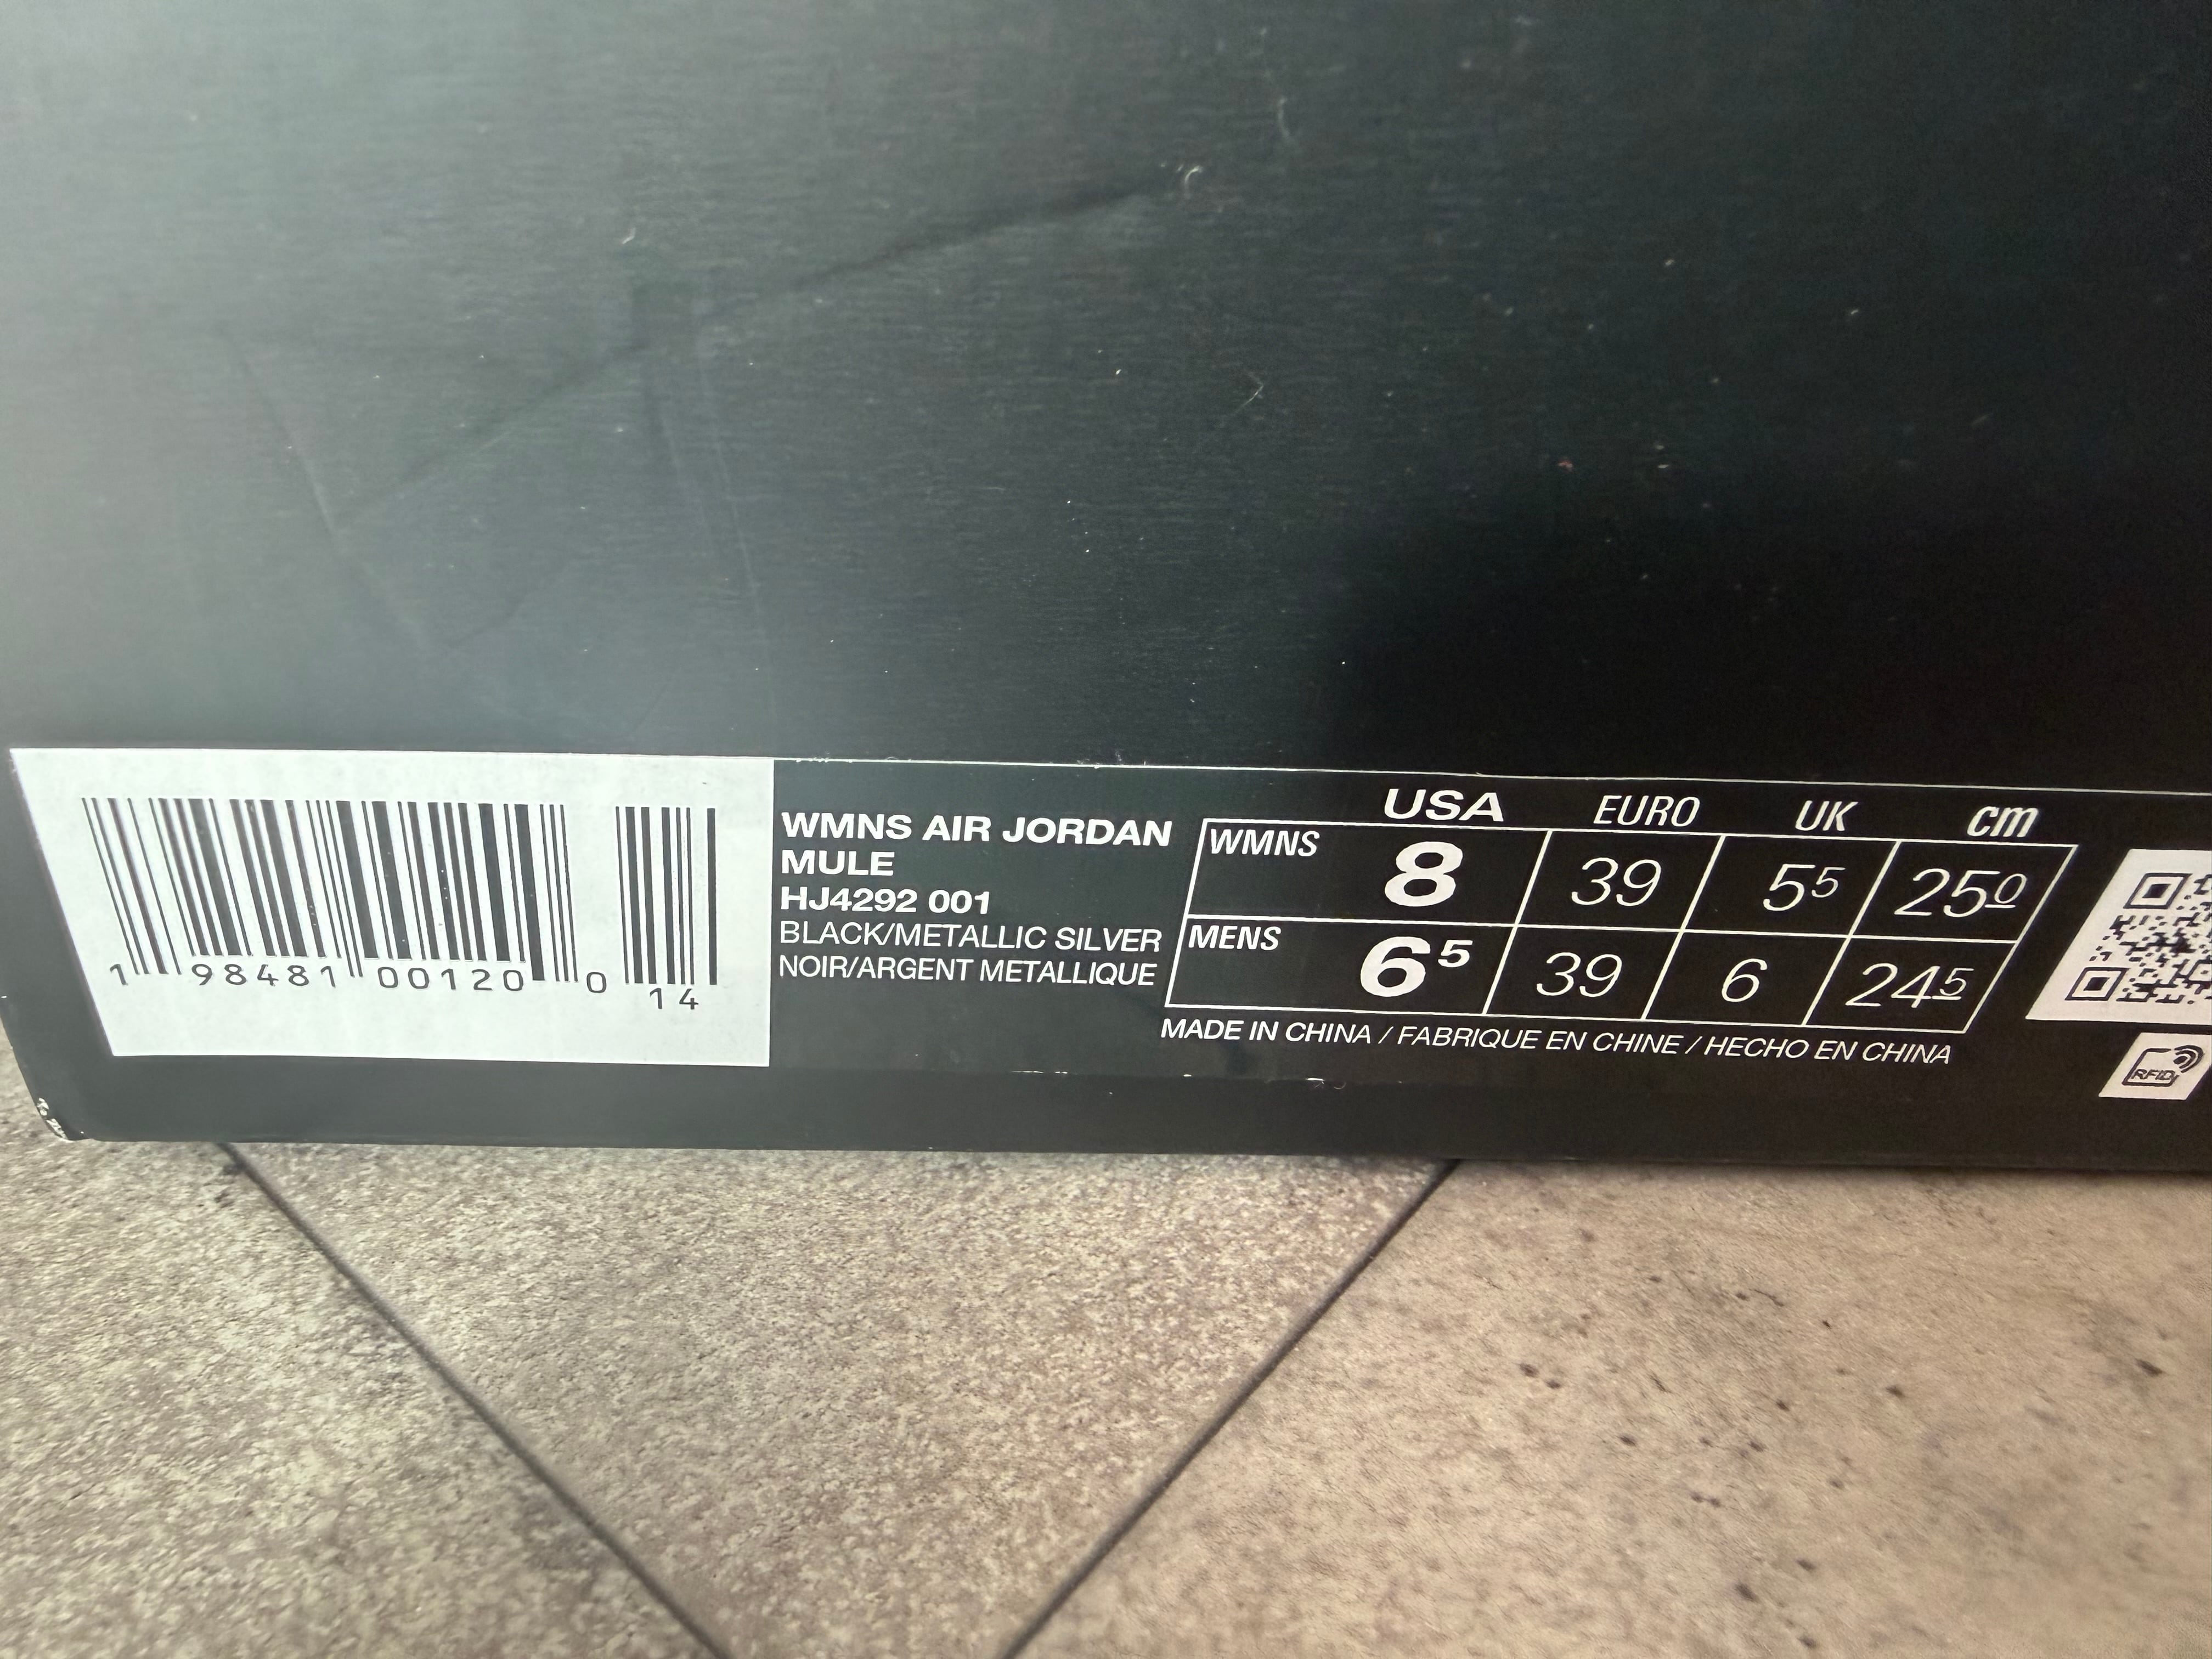 1 98481 00120 0 14
WMNS AIR JORDAN
MULE
HJ4292 001
BLACK/METALLIC SILVER
NOIR/ARGENT METALLIQUE
USA EURO UK cm
WMNS 8 39 5⁵ 25⁰
MENS 6⁵ 39 6 24⁵
MADE IN CHINA / FABRIQUE EN CHINE / HECHO EN CHINA
RFID